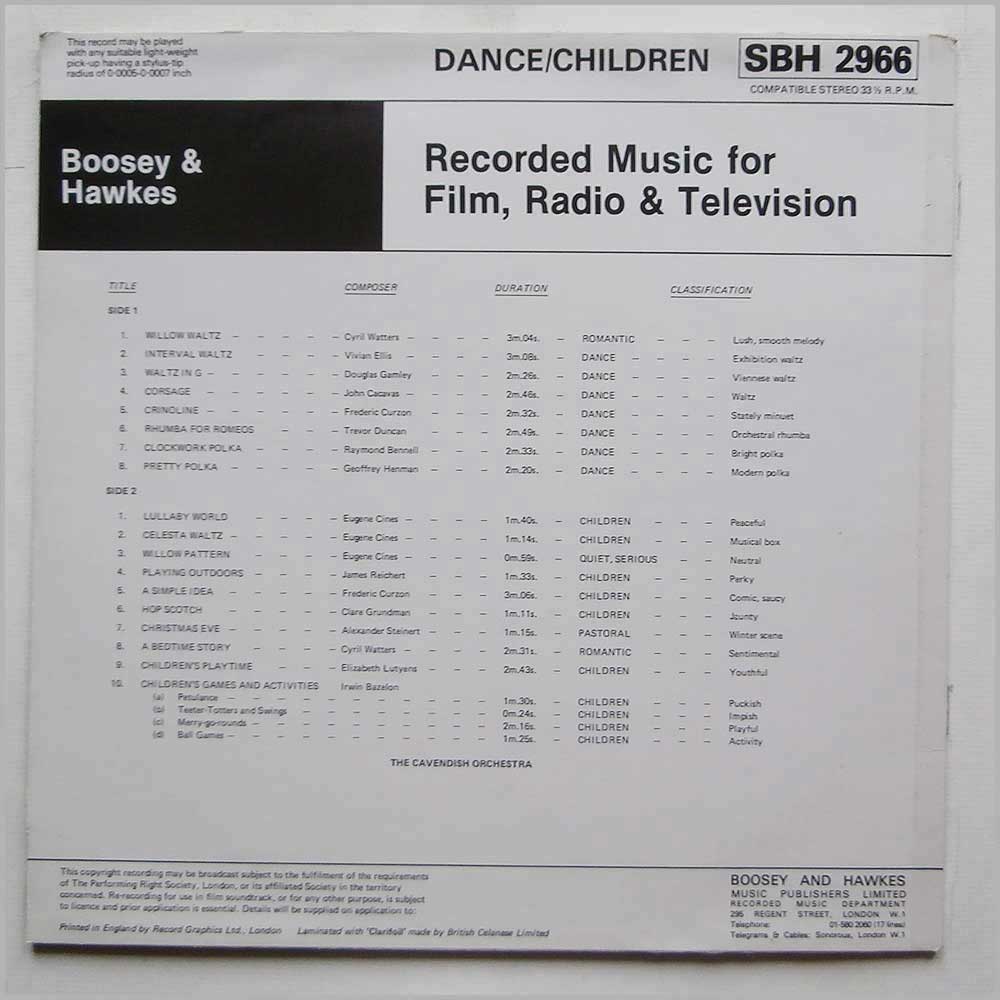 This record may be played
with any suitable light-weight
pick-up having a stylus-tip
radius of 0·0005-0·0007 inch
DANCE/CHILDREN
SBH 2966
COMPATIBLE STEREO 33⅓ R.P.M.
Boosey &
Hawkes
Recorded Music for
Film, Radio & Television
TITLE COMPOSER DURATION CLASSIFICATION
SIDE 1
1. WILLOW WALTZ – – – – – Cyril Watters – – – – 3m.04s. – ROMANTIC – – – Lush, smooth melody
2. INTERVAL WALTZ – – – – Vivian Ellis – – – – 3m.08s. – DANCE – – – – Exhibition waltz
3. WALTZ IN G – – – – – – Douglas Gamley – – – 2m.26s. – DANCE – – – – Viennese waltz
4. CORSAGE – – – – – – John Cacavas – – – – 2m.46s. – DANCE – – – – Waltz
5. CRINOLINE – – – – – – Frederic Curzon – – – 2m.32s. – DANCE – – – – Stately minuet
6. RHUMBA FOR ROMEOS – – – – Trevor Duncan – – – 2m.49s. – DANCE – – – – Orchestral rhumba
7. CLOCKWORK POLKA – – – – Raymond Bennell – – – 2m.33s. – DANCE – – – – Bright polka
8. PRETTY POLKA – – – – – Geoffrey Henman – – – 2m.20s. – DANCE – – – – Modern polka
SIDE 2
1. LULLABY WORLD – – – – Eugene Cines – – – – 1m.40s. – CHILDREN – – – Peaceful
2. CELESTA WALTZ – – – – – Eugene Cines – – – – 1m.14s. – CHILDREN – – – Musical box
3. WILLOW PATTERN – – – – Eugene Cines – – – – 0m.59s. – QUIET, SERIOUS – – Neutral
4. PLAYING OUTDOORS – – – – James Reichert – – – 1m.33s. – CHILDREN – – – Perky
5. A SIMPLE IDEA – – – – – Frederic Curzon – – – 3m.06s. – CHILDREN – – – Comic, saucy
6. HOP SCOTCH – – – – – Clare Grundman – – – 1m.11s. – CHILDREN – – – Jaunty
7. CHRISTMAS EVE – – – – – Alexander Steinert – – – 1m.15s. – PASTORAL – – – Winter scene
8. A BEDTIME STORY – – – – Cyril Watters – – – – 2m.31s. – ROMANTIC – – – Sentimental
9. CHILDREN'S PLAYTIME – – – Elizabeth Lutyens – – – 2m.43s. – CHILDREN – – – Youthful
10. CHILDREN'S GAMES AND ACTIVITIES Irwin Bazelon
(a) Petulance – – – – – – – – – – – 1m.30s. – CHILDREN – – – Puckish
(b) Teeter-Totters and Swings – – – – – – – – 0m.24s. – CHILDREN – – – Impish
(c) Merry-go-rounds – – – – – – – – – – 2m.16s. – CHILDREN – – – Playful
(d) Ball Games – – – – – – – – – – – 1m.25s. – CHILDREN – – – Activity
THE CAVENDISH ORCHESTRA
This copyright recording may be broadcast subject to the fulfilment of the requirements
of The Performing Right Society, London, or its affiliated Society in the territory
concerned. Re-recording for use in film soundtrack, or for any other purpose, is subject
to licence and prior application is essential. Details will be supplied on application to:
Printed in England by Record Graphics Ltd., London Laminated with 'Clarifoil' made by British Celanese Limited
BOOSEY AND HAWKES
MUSIC PUBLISHERS LIMITED
RECORDED MUSIC DEPARTMENT
295 REGENT STREET, LONDON W.1
Telephone: 01-580 2060 (17 lines)
Telegrams & Cables: Sonorous, London W.1